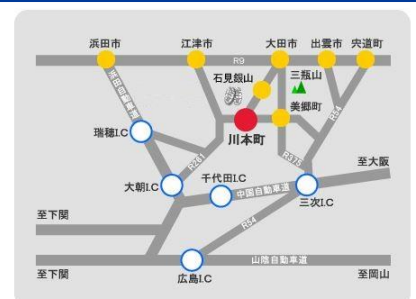 浜田市
江津市
大田市
出雲市
宍道町
R9
石見銀山
三瓶山
浜田自動車道
R54
美郷町
川本町
瑞穂I.C
R261
R375
至大阪
大朝I.C
千代田I.C
中国自動車道
三次I.C
至下関
R54
山陰自動車道
至下関
広島I.C
至岡山